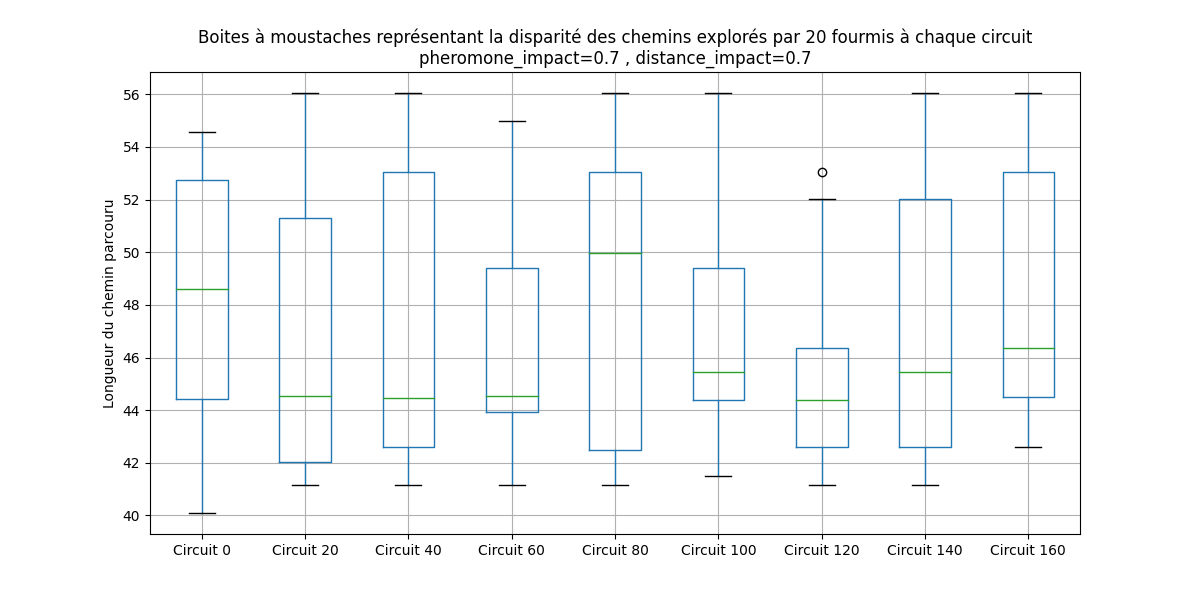 Boites à moustaches représentant la disparité des chemins explorés par 20 fourmis à chaque circuit
pheromone_impact=0.7 , distance_impact=0.7
Longueur du chemin parcouru
56
54
52
50
48
46
44
42
40
Circuit 0 Circuit 20 Circuit 40 Circuit 60 Circuit 80 Circuit 100 Circuit 120 Circuit 140 Circuit 160